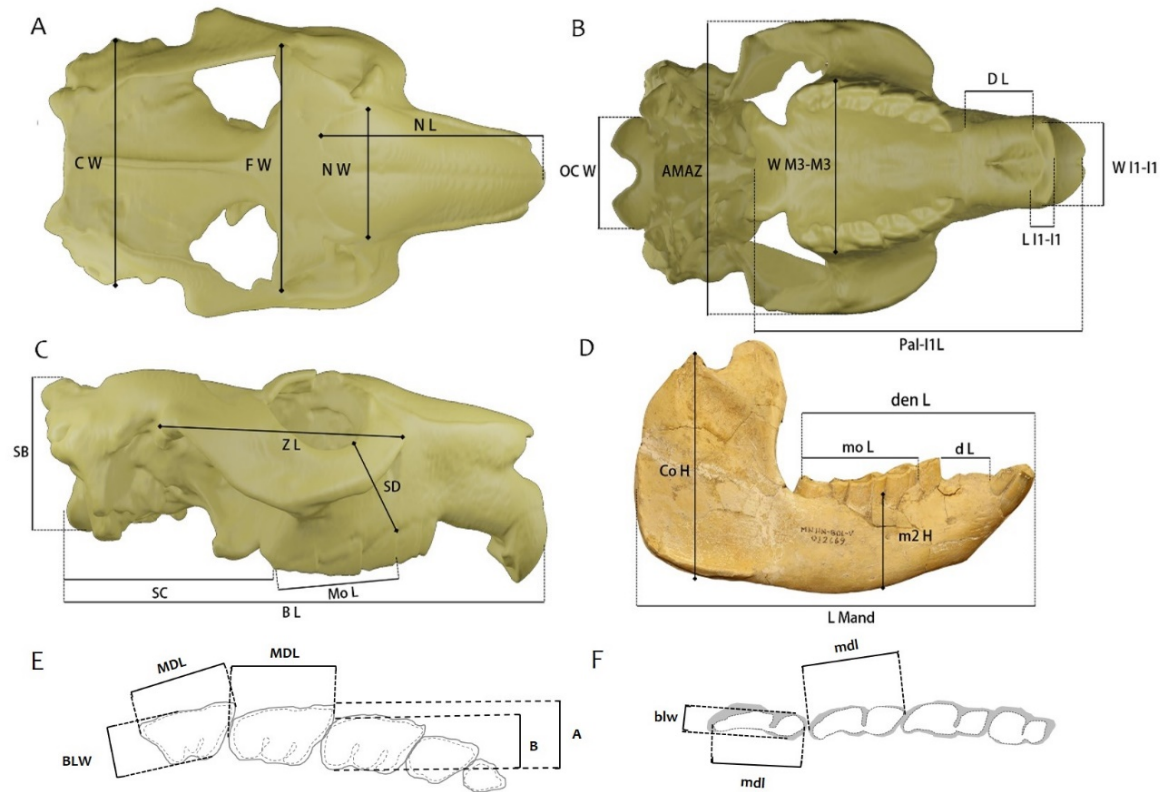 A
C W
F W
N L
N W
B
D L
OC W
AMAZ
W M3-M3
W I1-I1
L I1-I1
Pal-I1L
C
SB
Z L
SD
SC
Mo L
B L
D
den L
mo L
d L
Co H
m2 H
L Mand
E
MDL
MDL
BLW
B
A
F
mdl
blw
mdl